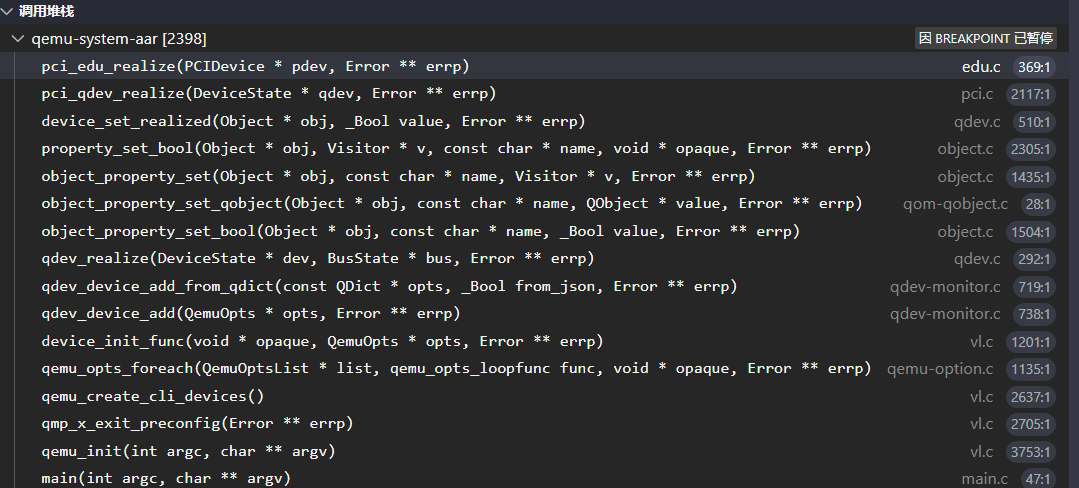 调用堆栈
qemu-system-aar [2398] 因 BREAKPOINT 已暂停
pci_edu_realize(PCIDevice * pdev, Error ** errp) edu.c 369:1
pci_qdev_realize(DeviceState * qdev, Error ** errp) pci.c 2117:1
device_set_realized(Object * obj, _Bool value, Error ** errp) qdev.c 510:1
property_set_bool(Object * obj, Visitor * v, const char * name, void * opaque, Error ** errp) object.c 2305:1
object_property_set(Object * obj, const char * name, Visitor * v, Error ** errp) object.c 1435:1
object_property_set_qobject(Object * obj, const char * name, QObject * value, Error ** errp) qom-qobject.c 28:1
object_property_set_bool(Object * obj, const char * name, _Bool value, Error ** errp) object.c 1504:1
qdev_realize(DeviceState * dev, BusState * bus, Error ** errp) qdev.c 292:1
qdev_device_add_from_qdict(const QDict * opts, _Bool from_json, Error ** errp) qdev-monitor.c 719:1
qdev_device_add(QemuOpts * opts, Error ** errp) qdev-monitor.c 738:1
device_init_func(void * opaque, QemuOpts * opts, Error ** errp) vl.c 1201:1
qemu_opts_foreach(QemuOptsList * list, qemu_opts_loopfunc func, void * opaque, Error ** errp) qemu-option.c 1135:1
qemu_create_cli_devices() vl.c 2637:1
qmp_x_exit_preconfig(Error ** errp) vl.c 2705:1
qemu_init(int argc, char ** argv) vl.c 3753:1
main(int argc, char ** argv) main.c 47:1